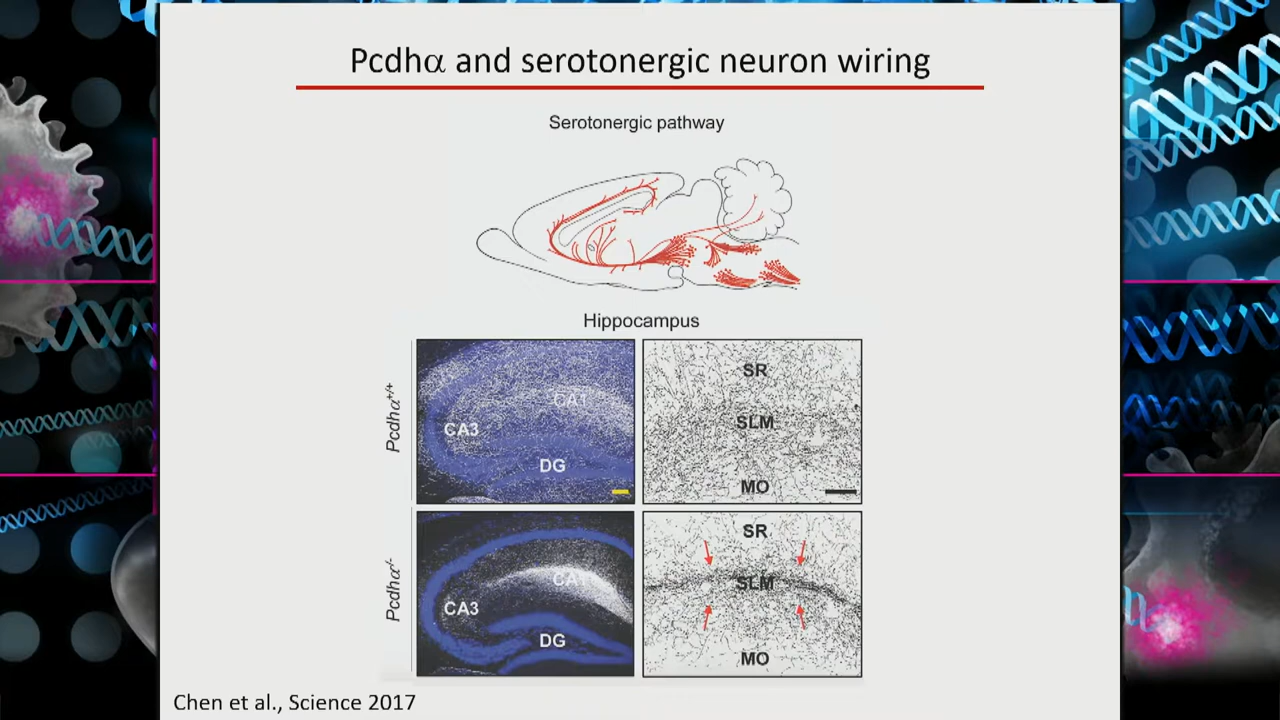 Pcdhα and serotonergic neuron wiring
Serotonergic pathway
Hippocampus
Pcdhα+/+
CA1
CA3
DG
SR
SLM
MO
Pcdhα-/-
CA1
CA3
DG
SR
SLM
MO
Chen et al., Science 2017